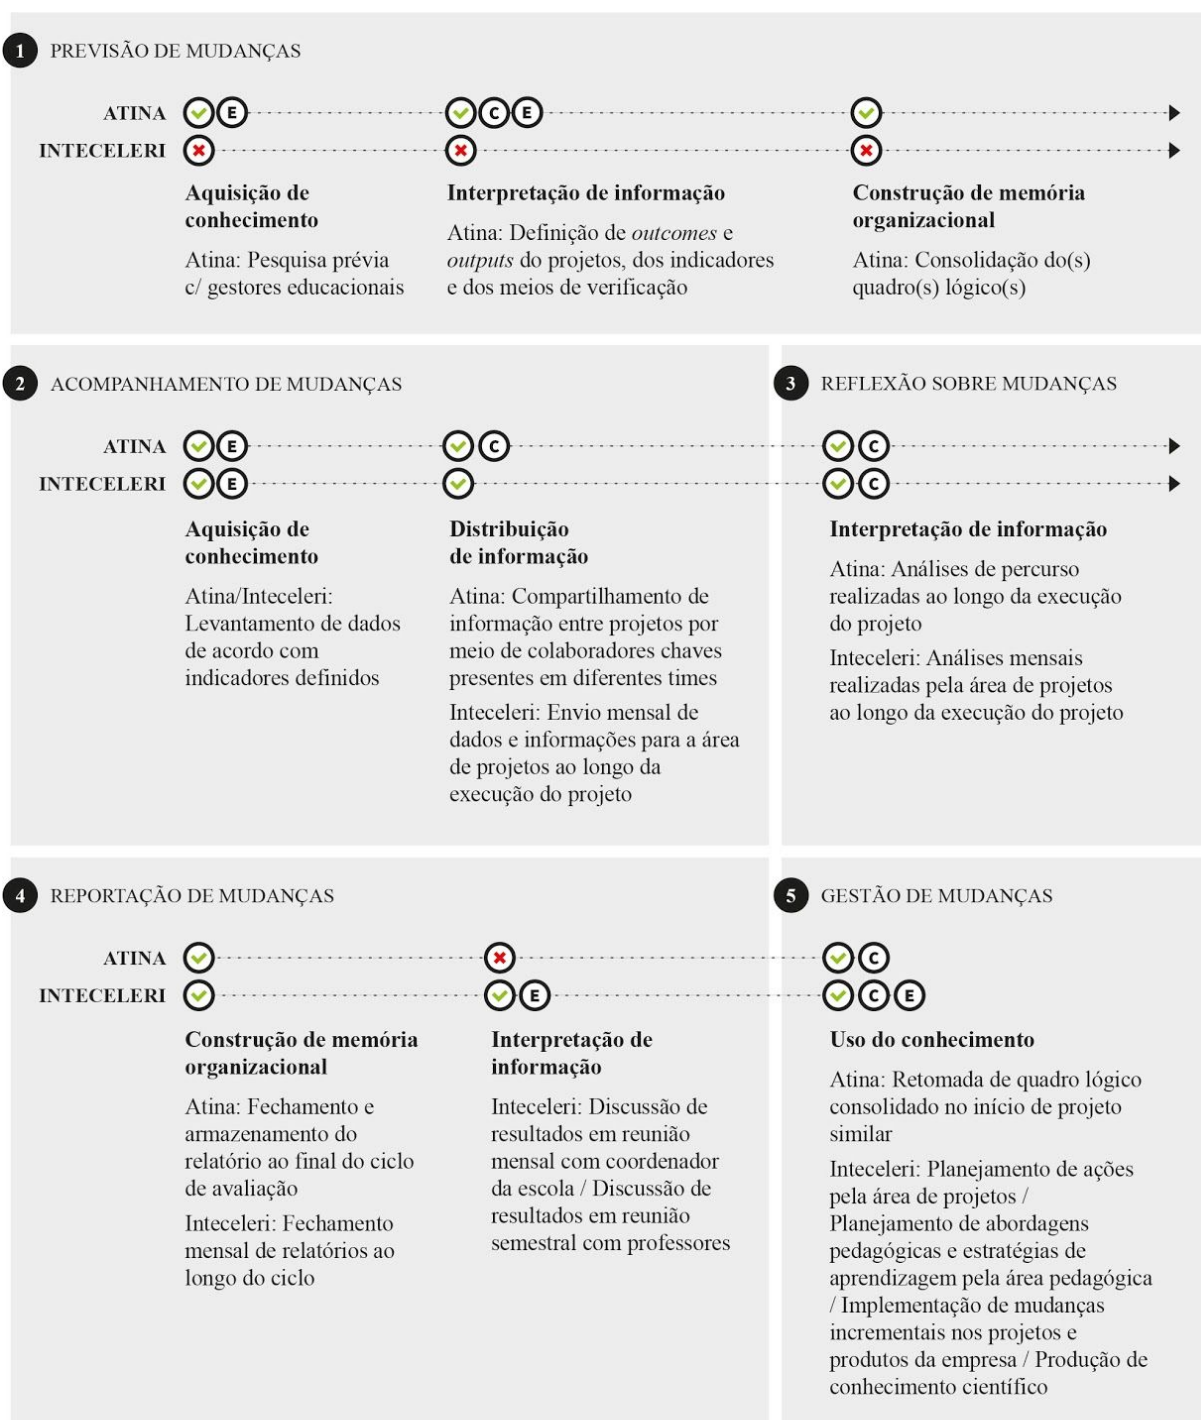 1 PREVISÃO DE MUDANÇAS
ATINA E C E
INTECELERI
Aquisição de
conhecimento
Atina: Pesquisa prévia
c/ gestores educacionais
Interpretação de informação
Atina: Definição de outcomes e
outputs do projetos, dos indicadores
e dos meios de verificação
Construção de memória
organizacional
Atina: Consolidação do(s)
quadro(s) lógico(s)
2 ACOMPANHAMENTO DE MUDANÇAS
ATINA E C
INTECELERI E
Aquisição de
conhecimento
Atina/Inteceleri:
Levantamento de dados
de acordo com
indicadores definidos
Distribuição
de informação
Atina: Compartilhamento de
informação entre projetos por
meio de colaboradores chaves
presentes em diferentes times
Inteceleri: Envio mensal de
dados e informações para a área
de projetos ao longo da
execução do projeto
3 REFLEXÃO SOBRE MUDANÇAS
C
C
Interpretação de informação
Atina: Análises de percurso
realizadas ao longo da execução
do projeto
Inteceleri: Análises mensais
realizadas pela área de projetos
ao longo da execução do projeto
4 REPORTAÇÃO DE MUDANÇAS
ATINA
INTECELERI E
Construção de memória
organizacional
Atina: Fechamento e
armazenamento do
relatório ao final do ciclo
de avaliação
Inteceleri: Fechamento
mensal de relatórios ao
longo do ciclo
Interpretação de
informação
Inteceleri: Discussão de
resultados em reunião
mensal com coordenador
da escola / Discussão de
resultados em reunião
semestral com professores
5 GESTÃO DE MUDANÇAS
C
C E
Uso do conhecimento
Atina: Retomada de quadro lógico
consolidado no início de projeto
similar
Inteceleri: Planejamento de ações
pela área de projetos /
Planejamento de abordagens
pedagógicas e estratégias de
aprendizagem pela área pedagógica
/ Implementação de mudanças
incrementais nos projetos e
produtos da empresa / Produção de
conhecimento científico